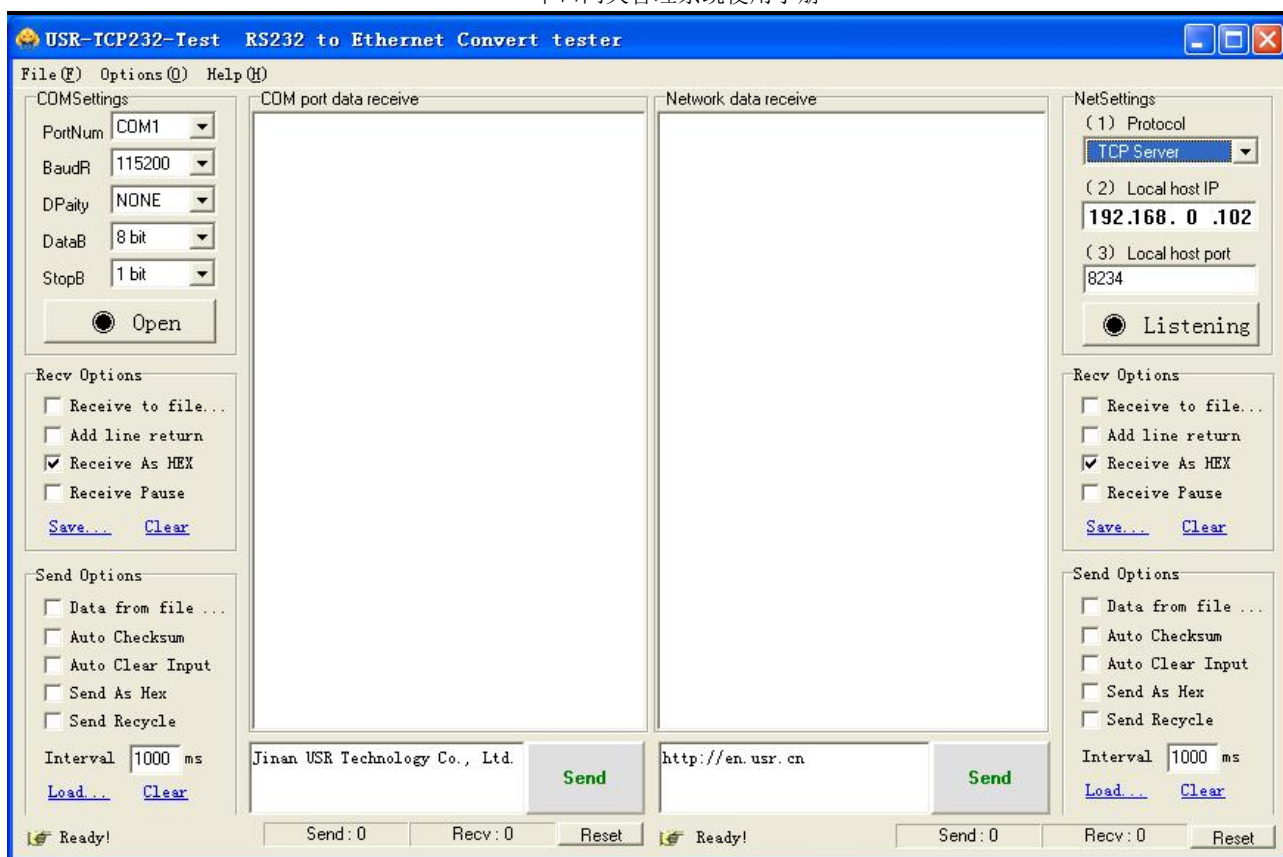 USR-TCP232-Test RS232 to Ethernet Convert tester
File(F) Options(O) Help(H)
COMSettings
PortNum COM1
BaudR 115200
DPaity NONE
DataB 8 bit
StopB 1 bit
Open
Recv Options
Receive to file...
Add line return
Receive As HEX
Receive Pause
Save... Clear
Send Options
Data from file ...
Auto Checksum
Auto Clear Input
Send As Hex
Send Recycle
Interval 1000 ms
Load... Clear
Ready!
COM port data receive
Jinan USR Technology Co., Ltd.
Send
Send : 0 Recv : 0 Reset
Network data receive
http://en.usr.cn
Send
Ready!
Send : 0 Recv : 0 Reset
NetSettings
(1) Protocol
TCP Server
(2) Local host IP
192.168. 0 .102
(3) Local host port
8234
Listening
Recv Options
Receive to file...
Add line return
Receive As HEX
Receive Pause
Save... Clear
Send Options
Data from file ...
Auto Checksum
Auto Clear Input
Send As Hex
Send Recycle
Interval 1000 ms
Load... Clear